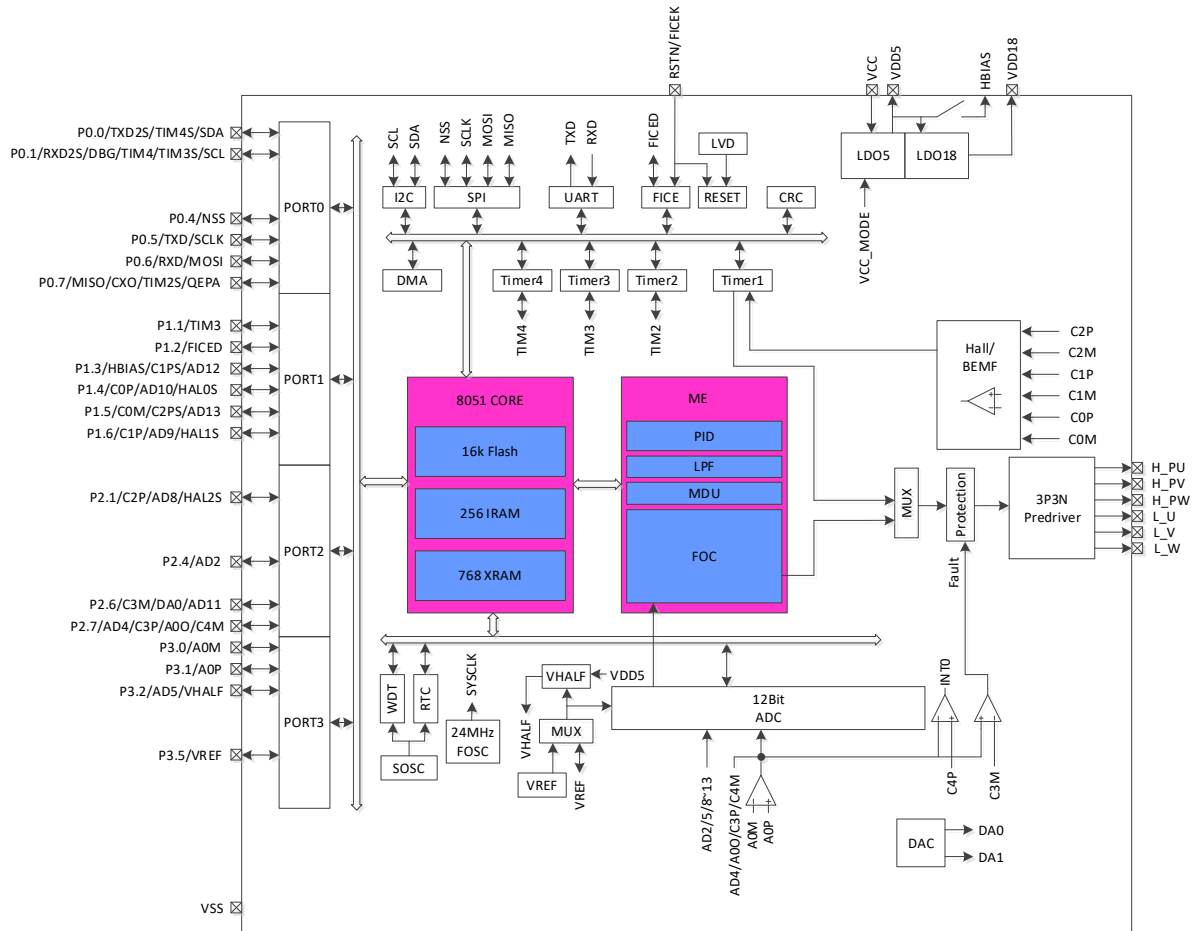 RSTN/FICEK
VCC
VDD5
HBIAS
VDD18
P0.0/TXD2S/TIM4S/SDA
P0.1/RXD2S/DBG/TIM4/TIM3S/SCL
P0.4/NSS
P0.5/TXD/SCLK
P0.6/RXD/MOSI
P0.7/MISO/CXO/TIM2S/QEPA
P1.1/TIM3
P1.2/FICED
P1.3/HBIAS/C1PS/AD12
P1.4/C0P/AD10/HAL0S
P1.5/C0M/C2PS/AD13
P1.6/C1P/AD9/HAL1S
P2.1/C2P/AD8/HAL2S
P2.4/AD2
P2.6/C3M/DA0/AD11
P2.7/AD4/C3P/A0O/C4M
P3.0/A0M
P3.1/A0P
P3.2/AD5/VHALF
P3.5/VREF
VSS
PORT0
PORT1
PORT2
PORT3
SCL
SDA
NSS
SCLK
MOSI
MISO
TXD
RXD
FICED
LVD
I2C
SPI
UART
FICE
RESET
CRC
LDO5
LDO18
VCC_MODE
DMA
Timer4
Timer3
Timer2
Timer1
TIM4
TIM3
TIM2
Hall/
BEMF
C2P
C2M
C1P
C1M
C0P
C0M
8051 CORE
16k Flash
256 IRAM
768 XRAM
ME
PID
LPF
MDU
FOC
MUX
Protection
Fault
3P3N
Predriver
H_PU
H_PV
H_PW
L_U
L_V
L_W
WDT
RTC
SOSC
SYSCLK
24MHz
FOSC
VHALF
VDD5
VHALF
MUX
VREF
VREF
12Bit
ADC
AD2/5/8~13
AD4/A0O/C3P/C4M
A0M
A0P
INT0
C4P
C3M
DAC
DA0
DA1